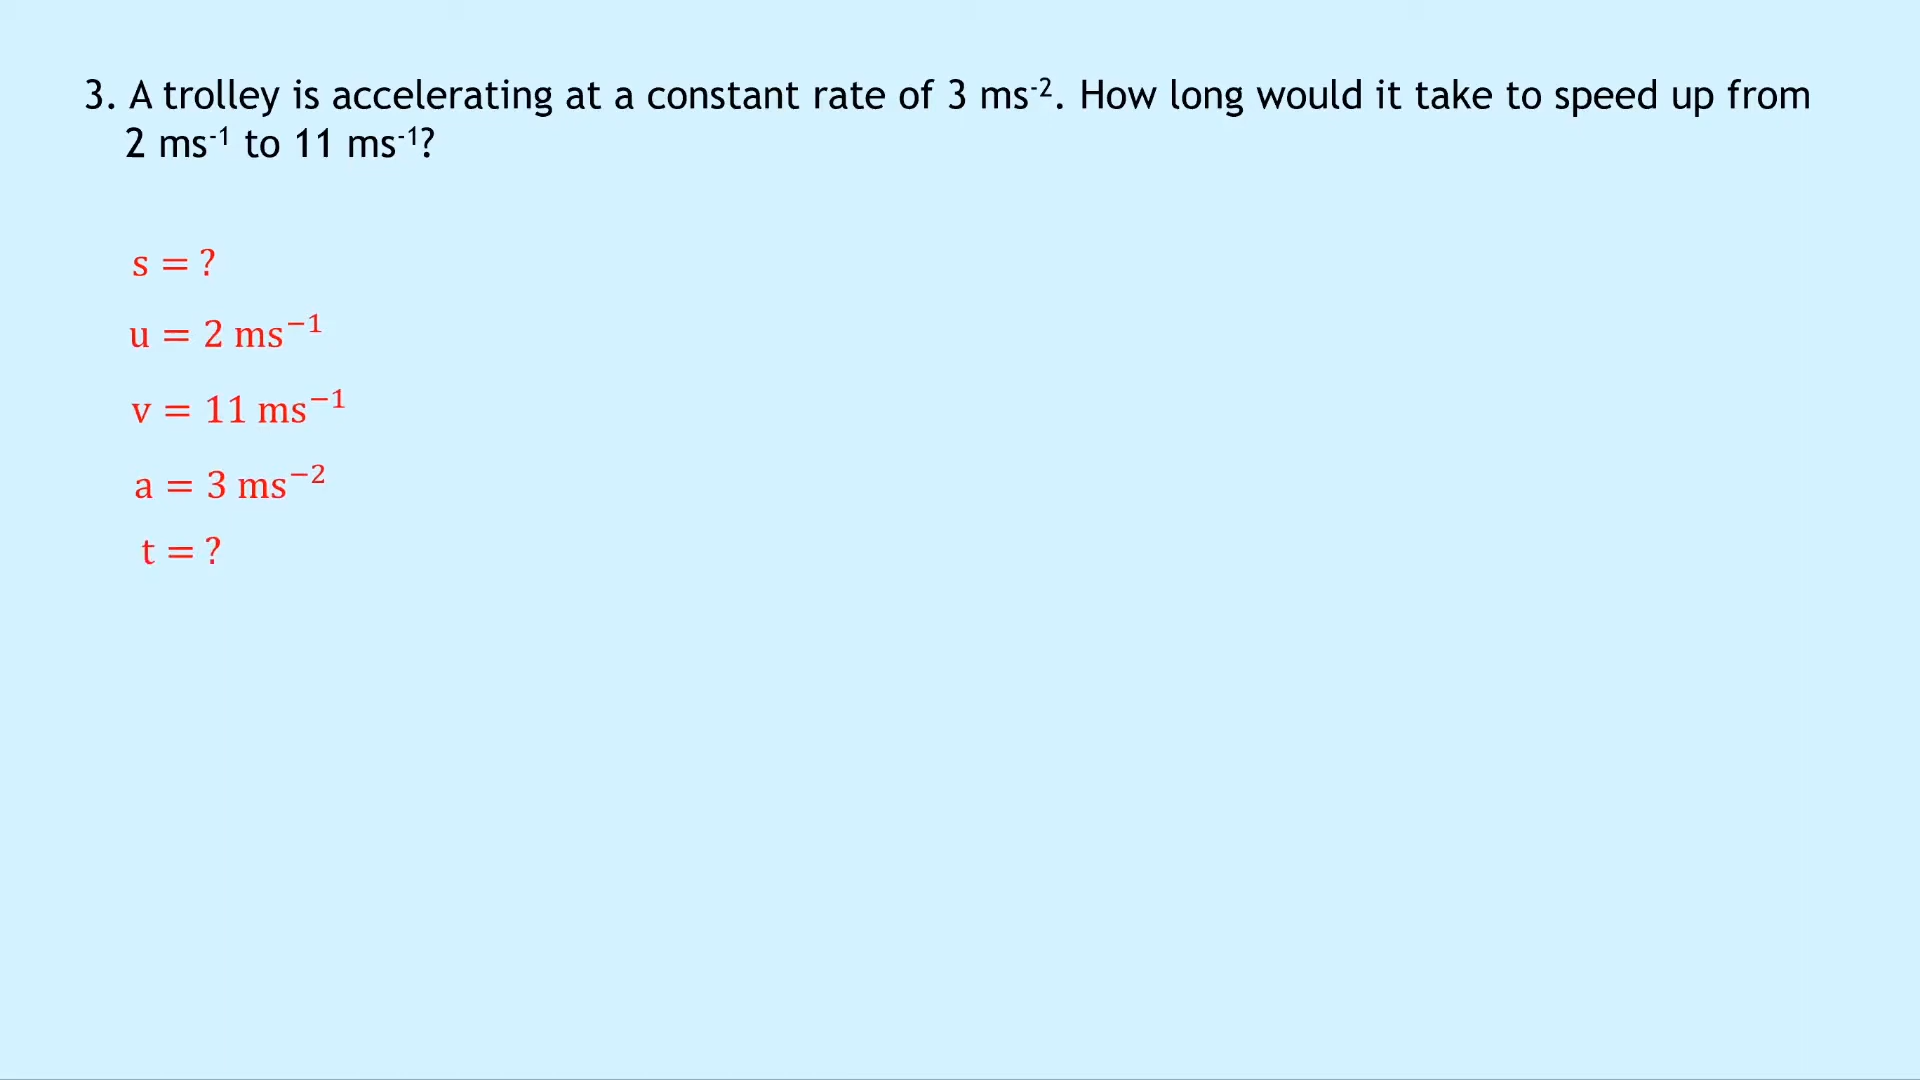 3. A trolley is accelerating at a constant rate of 3 ms⁻². How long would it take to speed up from
2 ms⁻¹ to 11 ms⁻¹?
s = ?
u = 2 ms⁻¹
v = 11 ms⁻¹
a = 3 ms⁻²
t = ?